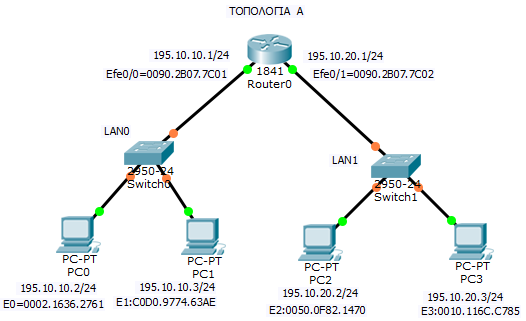 ΤΟΠΟΛΟΓΙΑ Α
195.10.10.1/24
195.10.20.1/24
Efe0/0=0090.2B07.7C01
1841
Efe0/1=0090.2B07.7C02
Router0
LAN0
LAN1
2950-24
Switch0
2950-24
Switch1
PC-PT
PC0
PC-PT
PC1
PC-PT
PC2
PC-PT
PC3
195.10.10.2/24
195.10.10.3/24
195.10.20.2/24
195.10.20.3/24
E0=0002.1636.2761
E1:C0D0.9774.63AE
E2:0050.0F82.1470
E3:0010.116C.C785